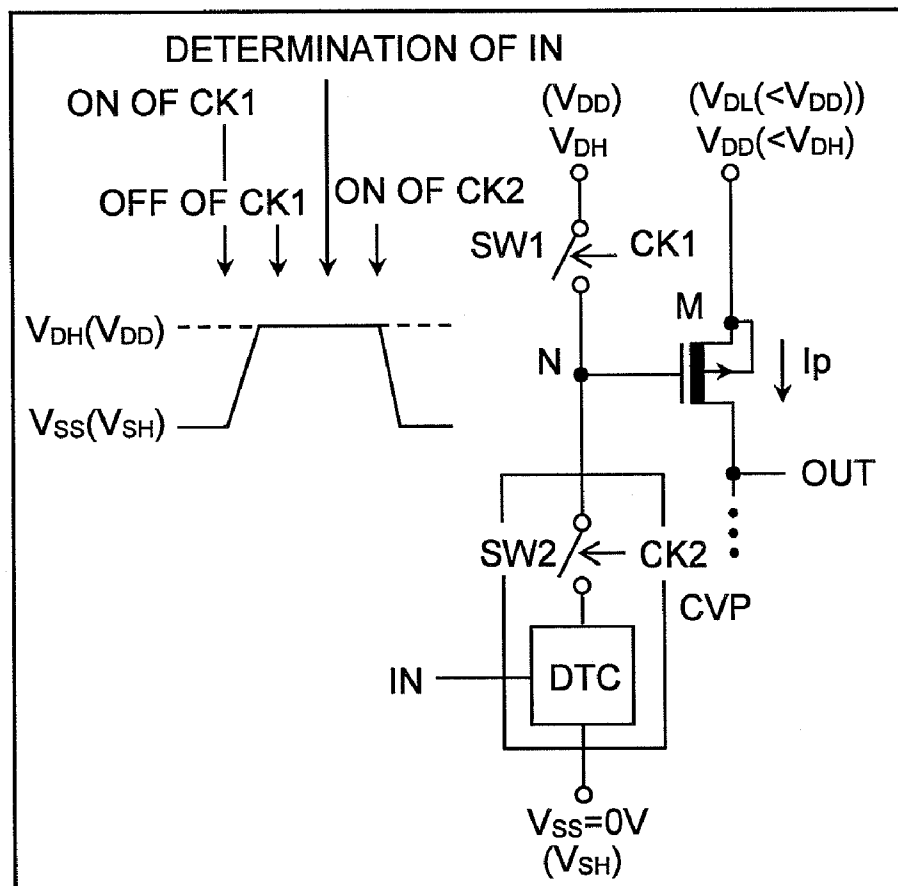 DETERMINATION OF IN
ON OF CK1
OFF OF CK1
ON OF CK2
(VDD)
VDH
(VDL(<VDD))
VDD(<VDH)
SW1
CK1
M
VDH(VDD)
N
Ip
VSS(VSH)
OUT
SW2
CK2
CVP
IN
DTC
VSS=0V
(VSH)